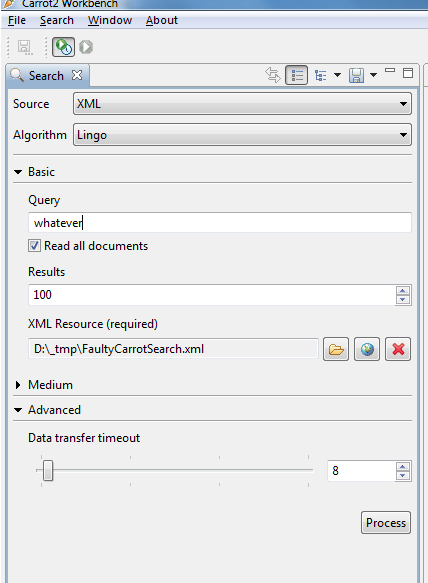 Carrot2 Workbench
File Search Window About
Search
Source XML
Algorithm Lingo
Basic
Query
whatever
Read all documents
Results
100
XML Resource (required)
D:\_tmp\FaultyCarrotSearch.xml
Medium
Advanced
Data transfer timeout
8
Process